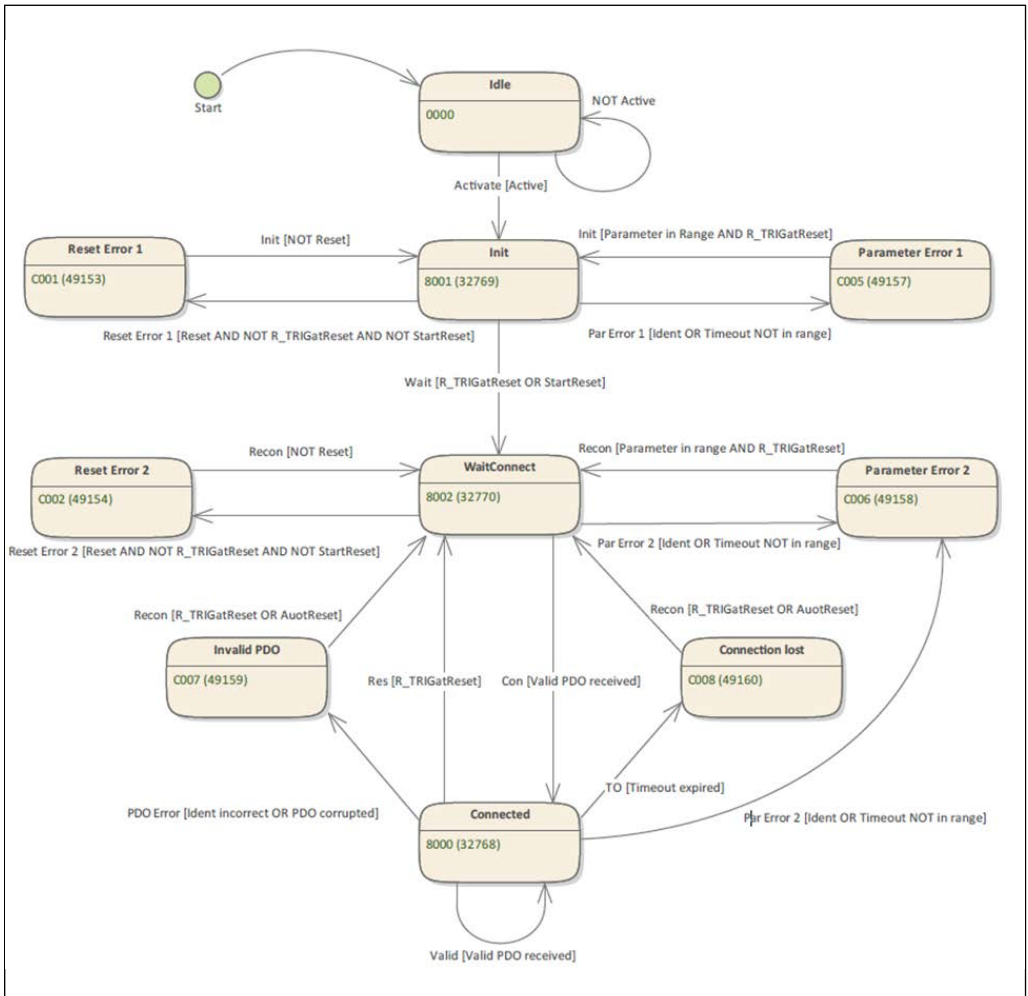 Start
Idle
0000
NOT Active
Activate [Active]
Reset Error 1
C001 (49153)
Init [NOT Reset]
Init
8001 (32769)
Init [Parameter in Range AND R_TRIGatReset]
Parameter Error 1
C005 (49157)
Reset Error 1 [Reset AND NOT R_TRIGatReset AND NOT StartReset]
Par Error 1 [Ident OR Timeout NOT in range]
Wait [R_TRIGatReset OR StartReset]
Reset Error 2
C002 (49154)
Recon [NOT Reset]
WaitConnect
8002 (32770)
Recon [Parameter in range AND R_TRIGatReset]
Parameter Error 2
C006 (49158)
Reset Error 2 [Reset AND NOT R_TRIGatReset AND NOT StartReset]
Par Error 2 [Ident OR Timeout NOT in range]
Recon [R_TRIGatReset OR AuotReset]
Recon [R_TRIGatReset OR AuotReset]
Invalid PDO
C007 (49159)
Res [R_TRIGatReset]
Con [Valid PDO received]
Connection lost
C008 (49160)
TO [Timeout expired]
PDO Error [Ident incorrect OR PDO corrupted]
Connected
8000 (32768)
Par Error 2 [Ident OR Timeout NOT in range]
Valid [Valid PDO received]